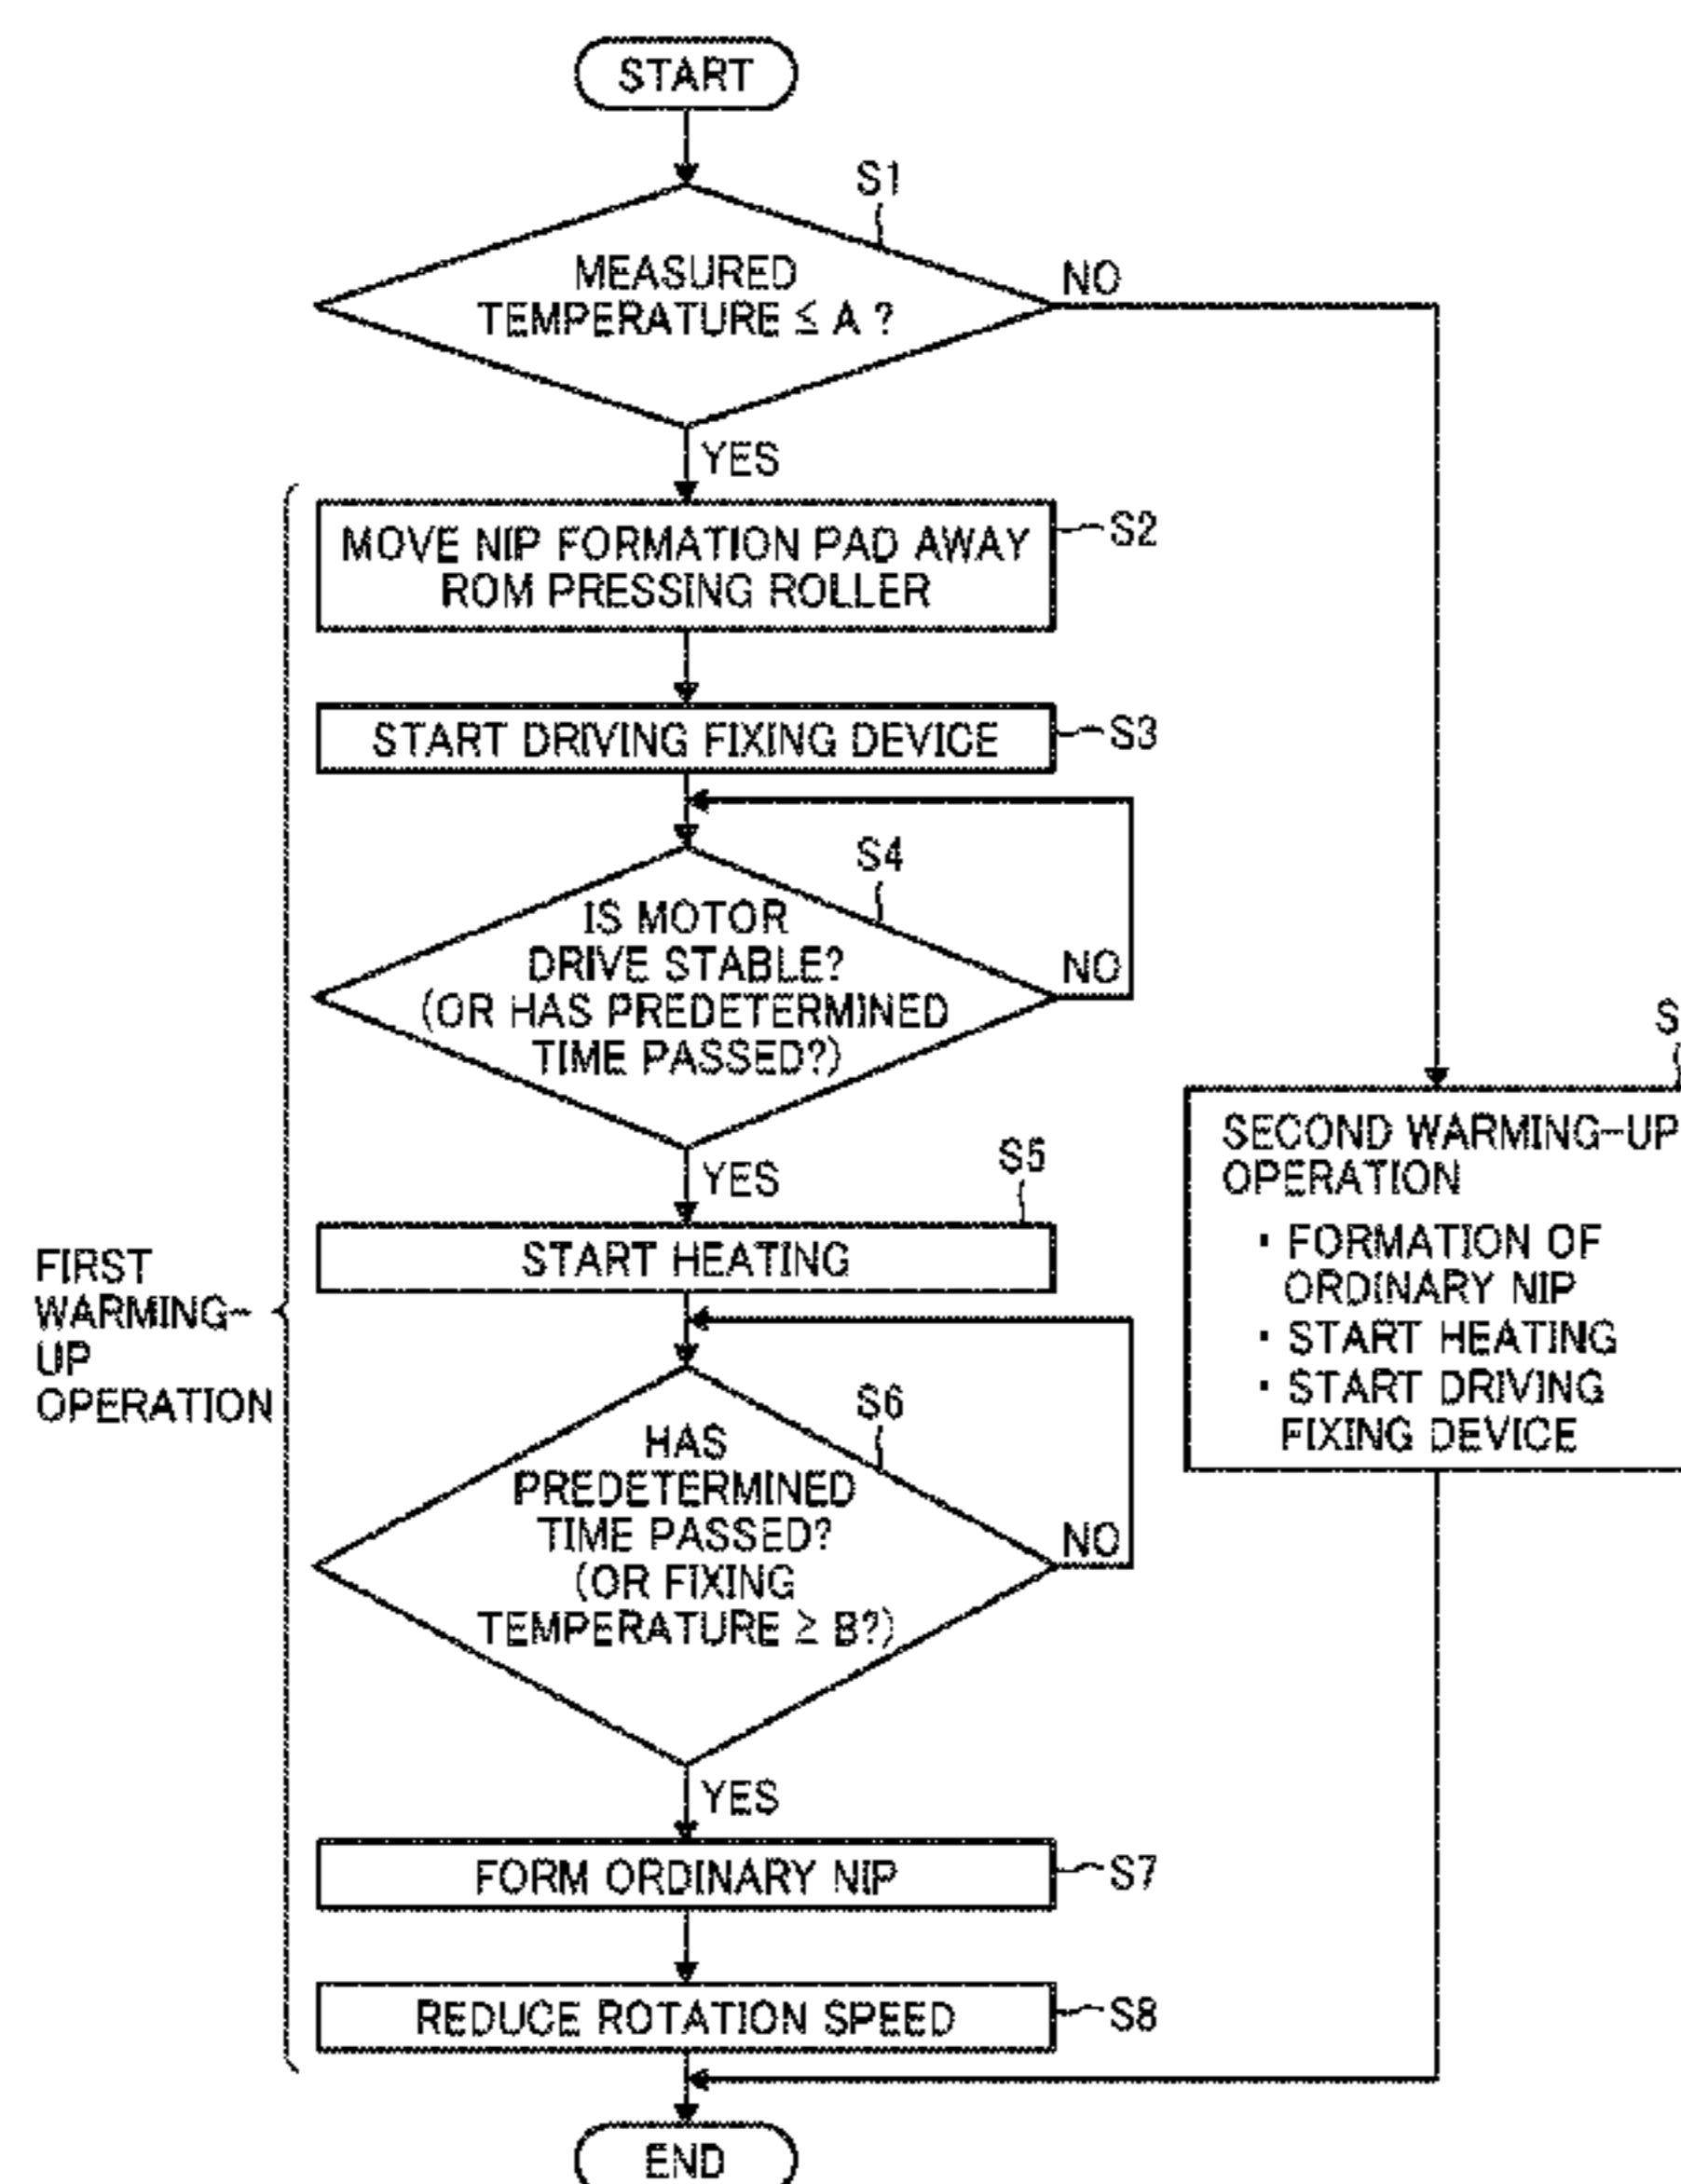 START
S1
MEASURED
TEMPERATURE ≤ A ?
NO
YES
MOVE NIP FORMATION PAD AWAY
ROM PRESSING ROLLER
S2
START DRIVING FIXING DEVICE
S3
S4
IS MOTOR
DRIVE STABLE?
(OR HAS PREDETERMINED
TIME PASSED?)
NO
YES
S5
START HEATING
S6
HAS
PREDETERMINED
TIME PASSED?
(OR FIXING
TEMPERATURE ≥ B?)
NO
YES
FORM ORDINARY NIP
S7
REDUCE ROTATION SPEED
S8
END
FIRST
WARMING-
UP
OPERATION
S
SECOND WARMING-UP
OPERATION
・FORMATION OF
ORDINARY NIP
・START HEATING
・START DRIVING
FIXING DEVICE